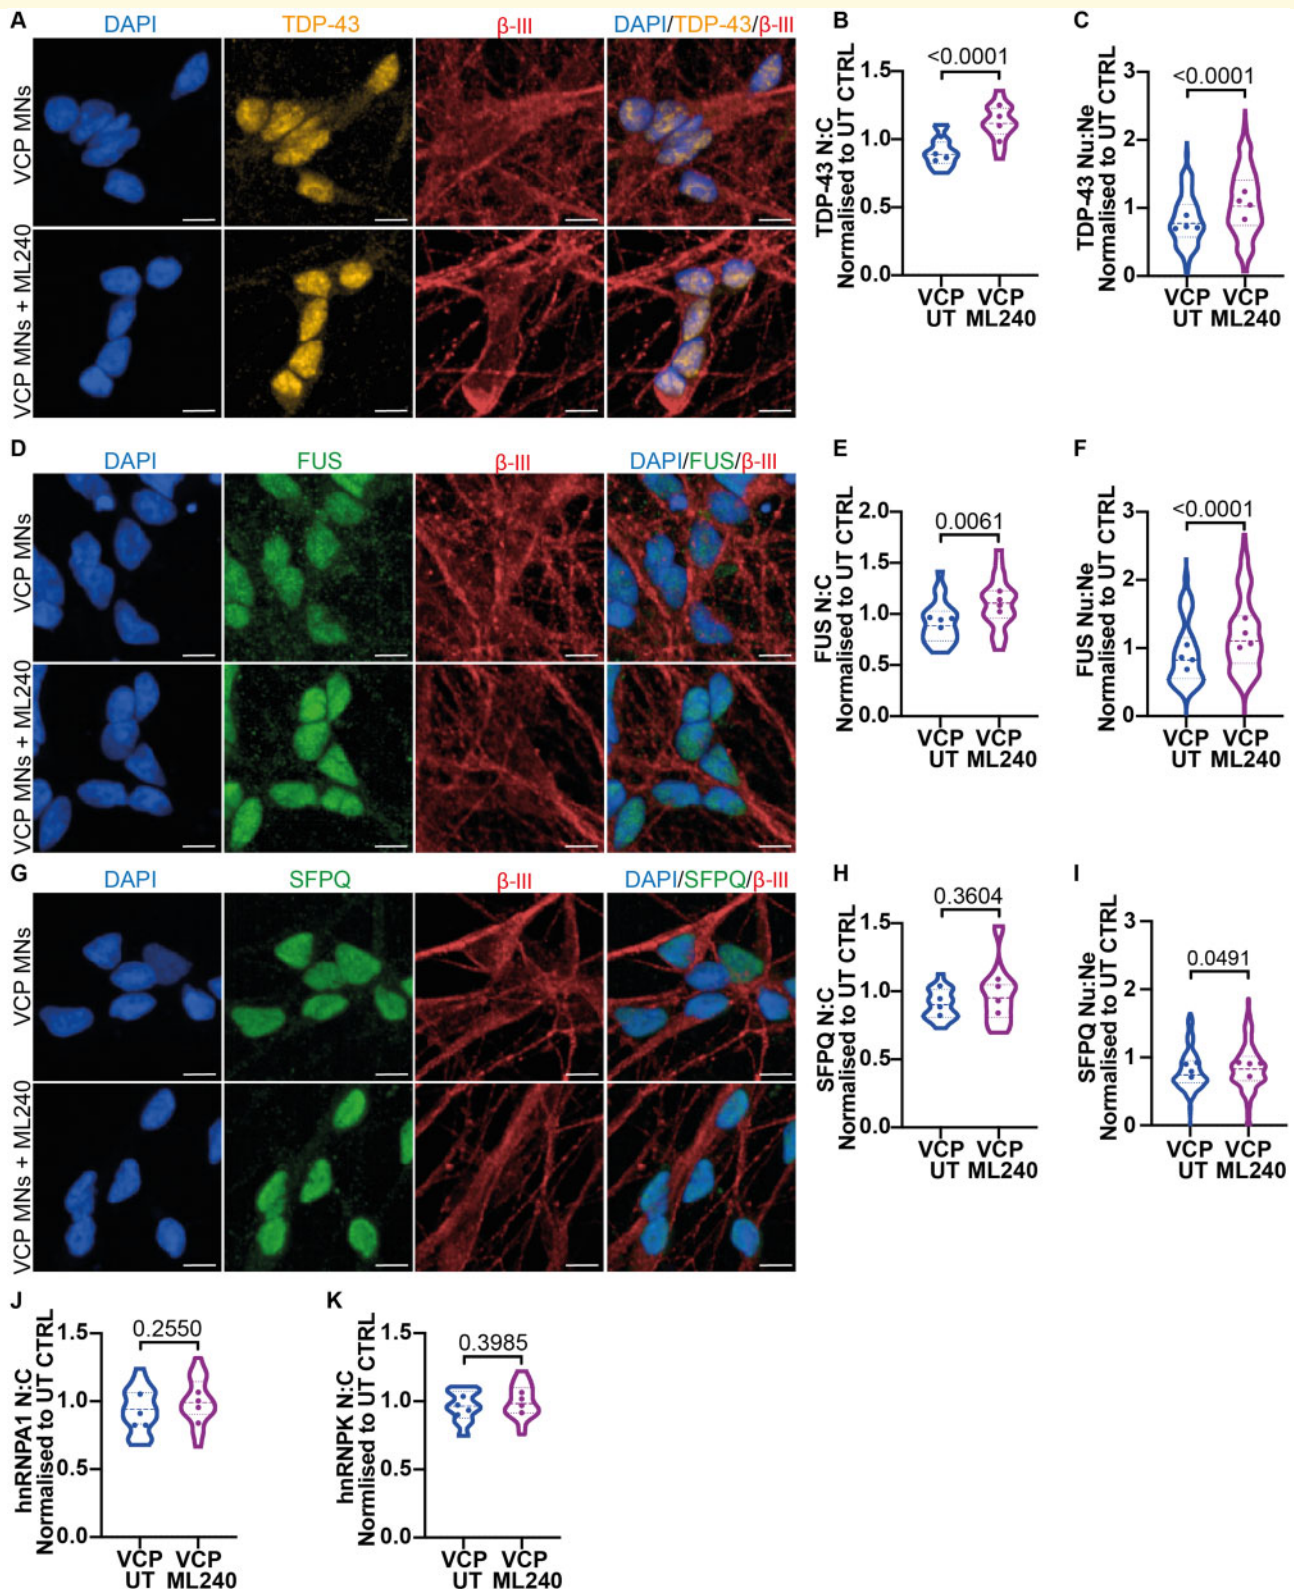 A DAPI TDP-43 β-III DAPI/TDP-43/β-III
VCP MNs
VCP MNs + ML240
B
TDP-43 N:C
Normalised to UT CTRL
<0.0001
1.5
1.0
0.5
0.0
VCP VCP
UT ML240
C
TDP-43 Nu:Ne
Normalised to UT CTRL
<0.0001
3
2
1
0
VCP VCP
UT ML240
D DAPI FUS β-III DAPI/FUS/β-III
VCP MNs
VCP MNs + ML240
E
FUS N:C
Normalised to UT CTRL
0.0061
2.0
1.5
1.0
0.5
0.0
VCP VCP
UT ML240
F
FUS Nu:Ne
Normalised to UT CTRL
<0.0001
3
2
1
0
VCP VCP
UT ML240
G DAPI SFPQ β-III DAPI/SFPQ/β-III
VCP MNs
VCP MNs + ML240
H
SFPQ N:C
Normalised to UT CTRL
0.3604
1.5
1.0
0.5
0.0
VCP VCP
UT ML240
I
SFPQ Nu:Ne
Normalised to UT CTRL
0.0491
3
2
1
0
VCP VCP
UT ML240
J
hnRNPA1 N:C
Normalised to UT CTRL
0.2550
1.5
1.0
0.5
0.0
VCP VCP
UT ML240
K
hnRNPK N:C
Normlised to UT CTRL
0.3985
1.5
1.0
0.5
0.0
VCP VCP
UT ML240